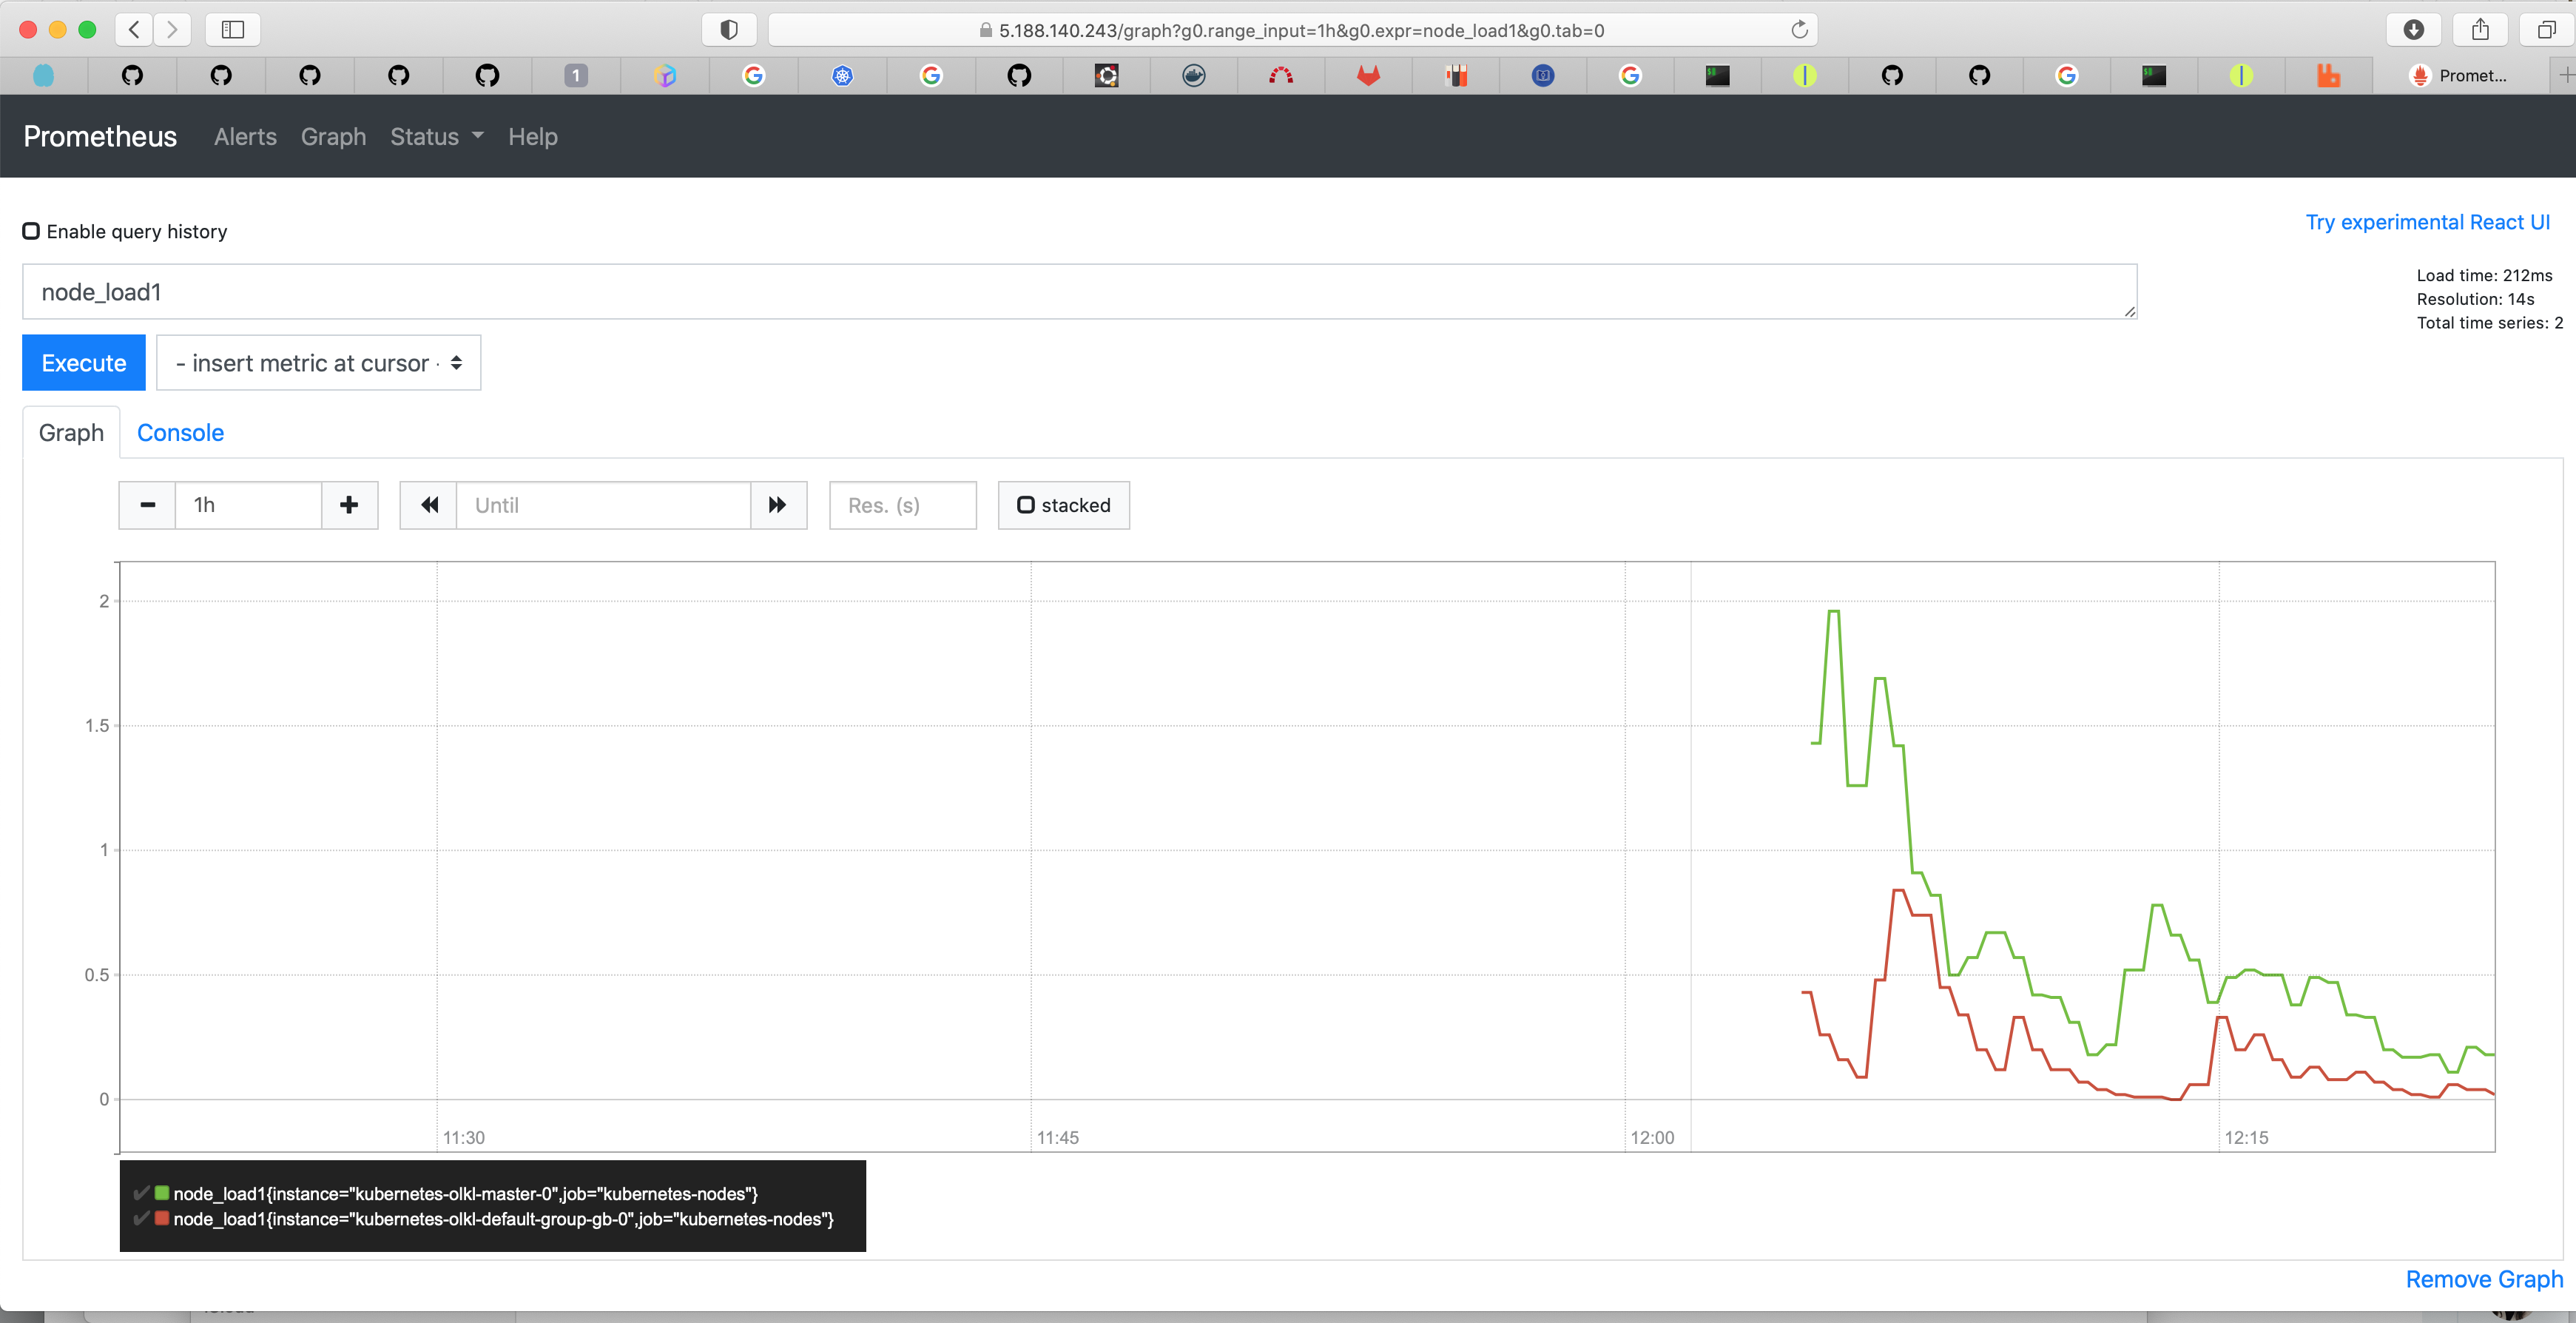 5.188.140.243/graph?g0.range_input=1h&g0.expr=node_load1&g0.tab=0
1
Promet...
Prometheus Alerts Graph Status Help
Enable query history
Try experimental React UI
node_load1
Load time: 212ms
Resolution: 14s
Total time series: 2
Execute
- insert metric at cursor -
Graph
Console
1h
Until
Res. (s)
stacked
2
1.5
1
0.5
0
11:30
11:45
12:00
12:15
node_load1{instance="kubernetes-olkl-master-0",job="kubernetes-nodes"}
node_load1{instance="kubernetes-olkl-default-group-gb-0",job="kubernetes-nodes"}
Remove Graph